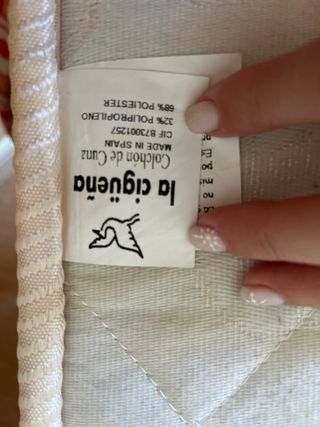 la cigüeña
Colchón de Cuna
MADE IN SPAIN
CIF B73001257
32% POLIPROPILENO
68% POLIESTER